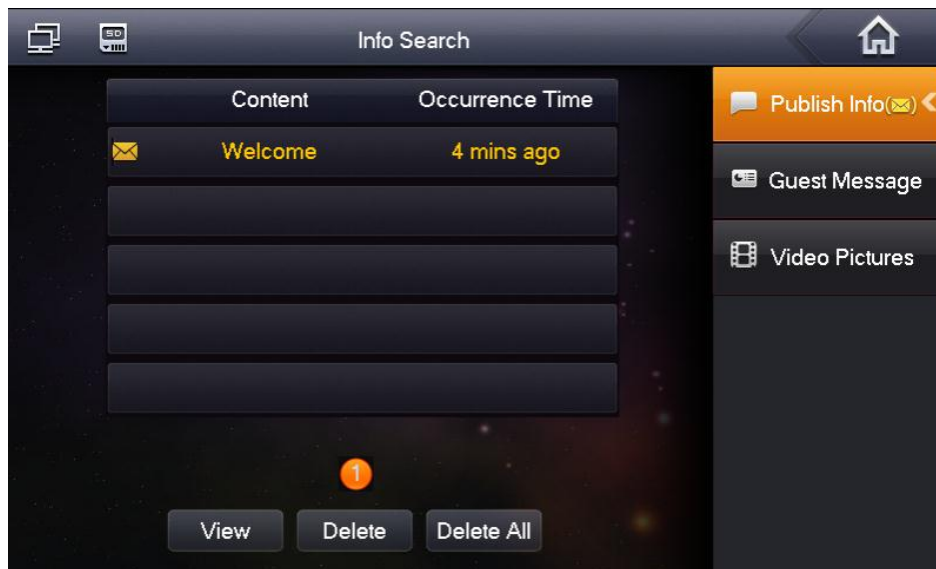 SD
Info Search
Content Occurrence Time
Welcome 4 mins ago
1
View Delete Delete All
Publish Info()
Guest Message
Video Pictures